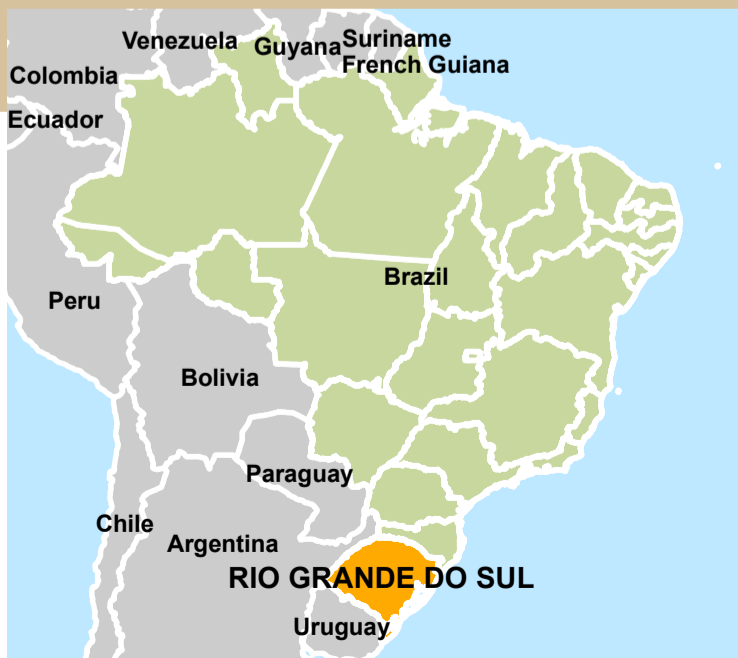 Venezuela
Guyana
Suriname
French Guiana
Colombia
Ecuador
Brazil
Peru
Bolivia
Paraguay
Chile
Argentina
RIO GRANDE DO SUL
Uruguay